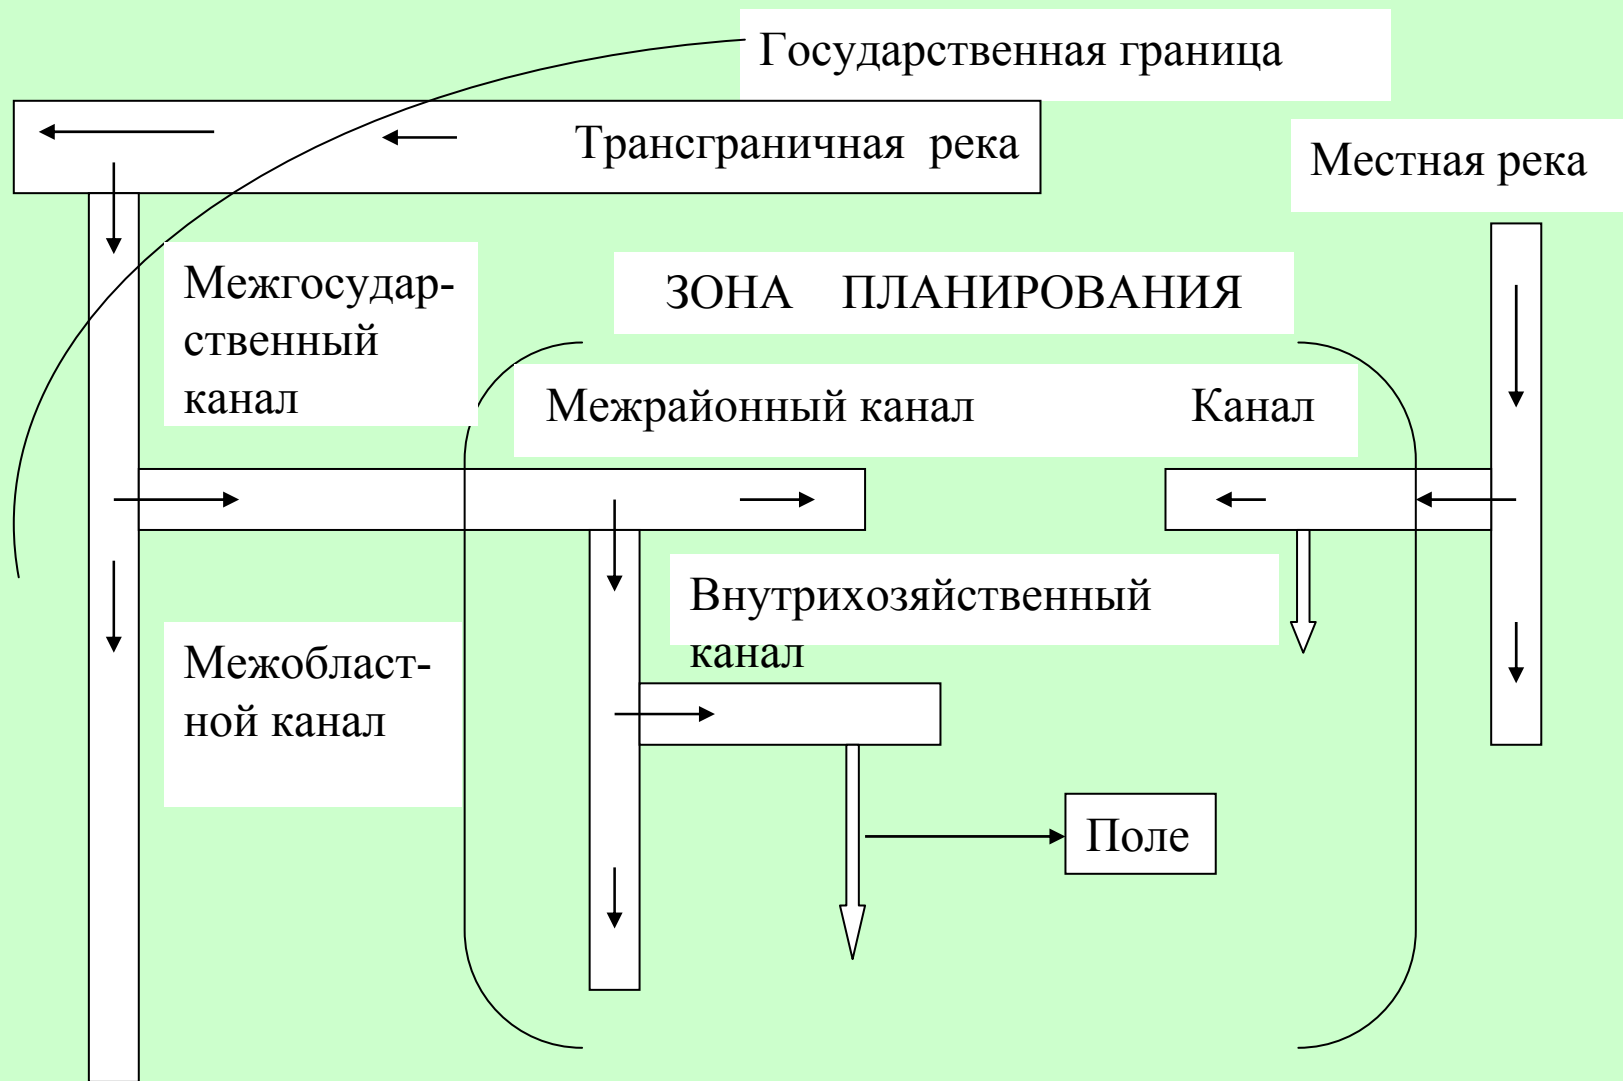 Государственная граница
Трансграничная река
Местная река
Межгосудар-
ственный
канал
ЗОНА ПЛАНИРОВАНИЯ
Межрайонный канал
Канал
Внутрихозяйственный
канал
Межобласт-
ной канал
Поле